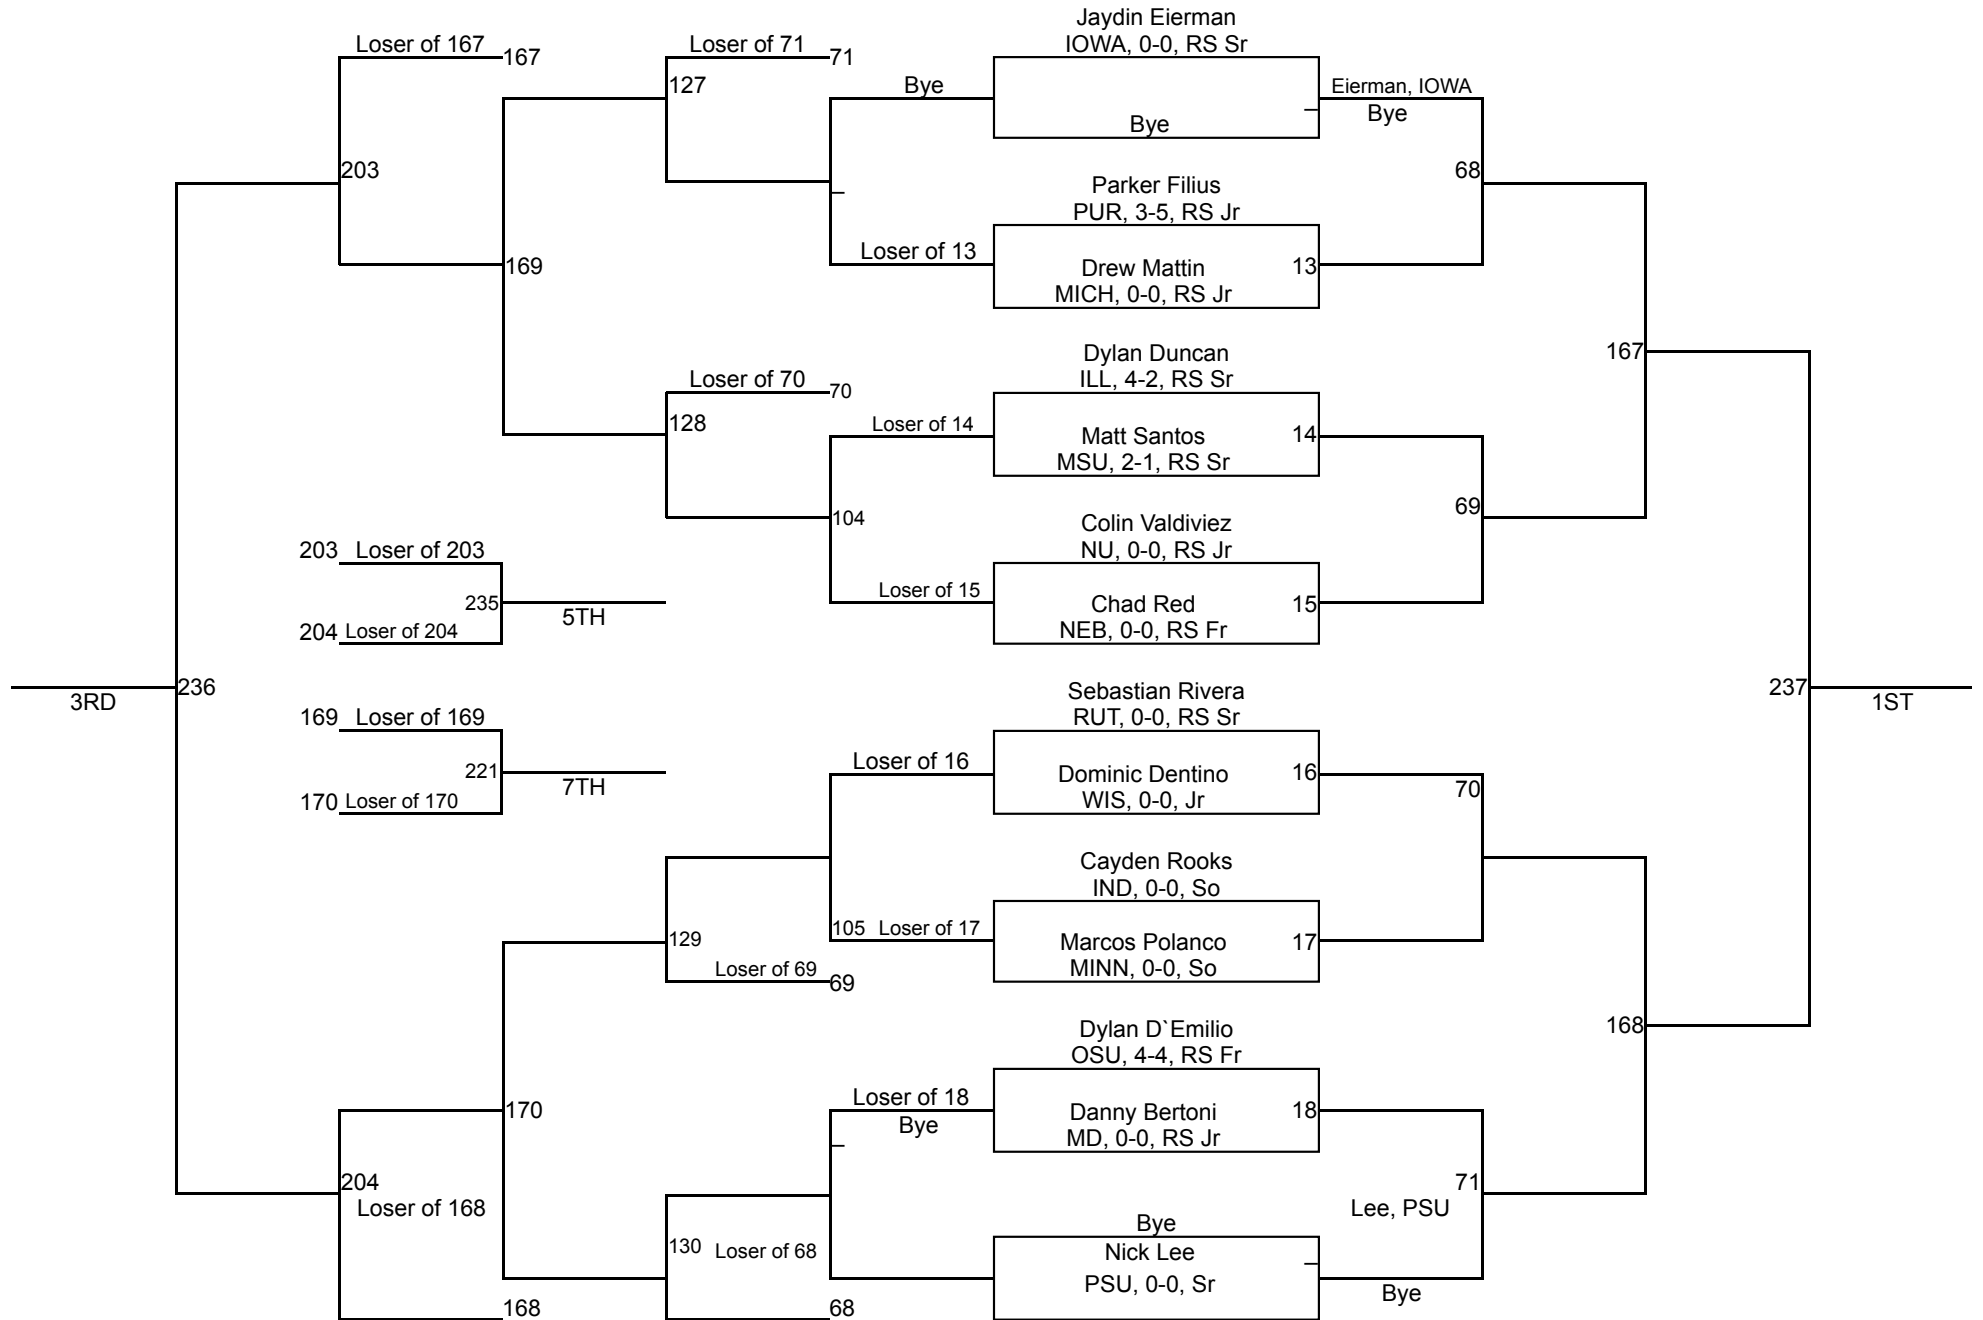 Jaydin Eierman
Loser of 167
167
Loser of 71
71
IOWA, 0-0, RS Sr
127
Bye
Eierman, IOWA
Bye
Bye
203
68
Parker Filius
PUR, 3-5, RS Jr
Loser of 13
169
Drew Mattin
13
MICH, 0-0, RS Jr
Dylan Duncan
167
Loser of 70
70
ILL, 4-2, RS Sr
128
Loser of 14
Matt Santos
14
MSU, 2-1, RS Sr
69
104
Colin Valdiviez
203 Loser of 203
NU, 0-0, RS Jr
Loser of 15
235
Chad Red
15
5TH
204 Loser of 204
NEB, 0-0, RS Fr
236
Sebastian Rivera
237
3RD
1ST
169 Loser of 169
RUT, 0-0, RS Sr
Loser of 16
221
Dominic Dentino
16
70
7TH
170 Loser of 170
WIS, 0-0, Jr
Cayden Rooks
IND, 0-0, So
105 Loser of 17
129
Marcos Polanco
17
Loser of 69
69
MINN, 0-0, So
Dylan D`Emilio
168
OSU, 4-4, RS Fr
Loser of 18
170
Danny Bertoni
18
Bye
MD, 0-0, RS Jr
204
71
Loser of 168
Lee, PSU
Bye
130 Loser of 68
Nick Lee
PSU, 0-0, Sr
Bye
168
68